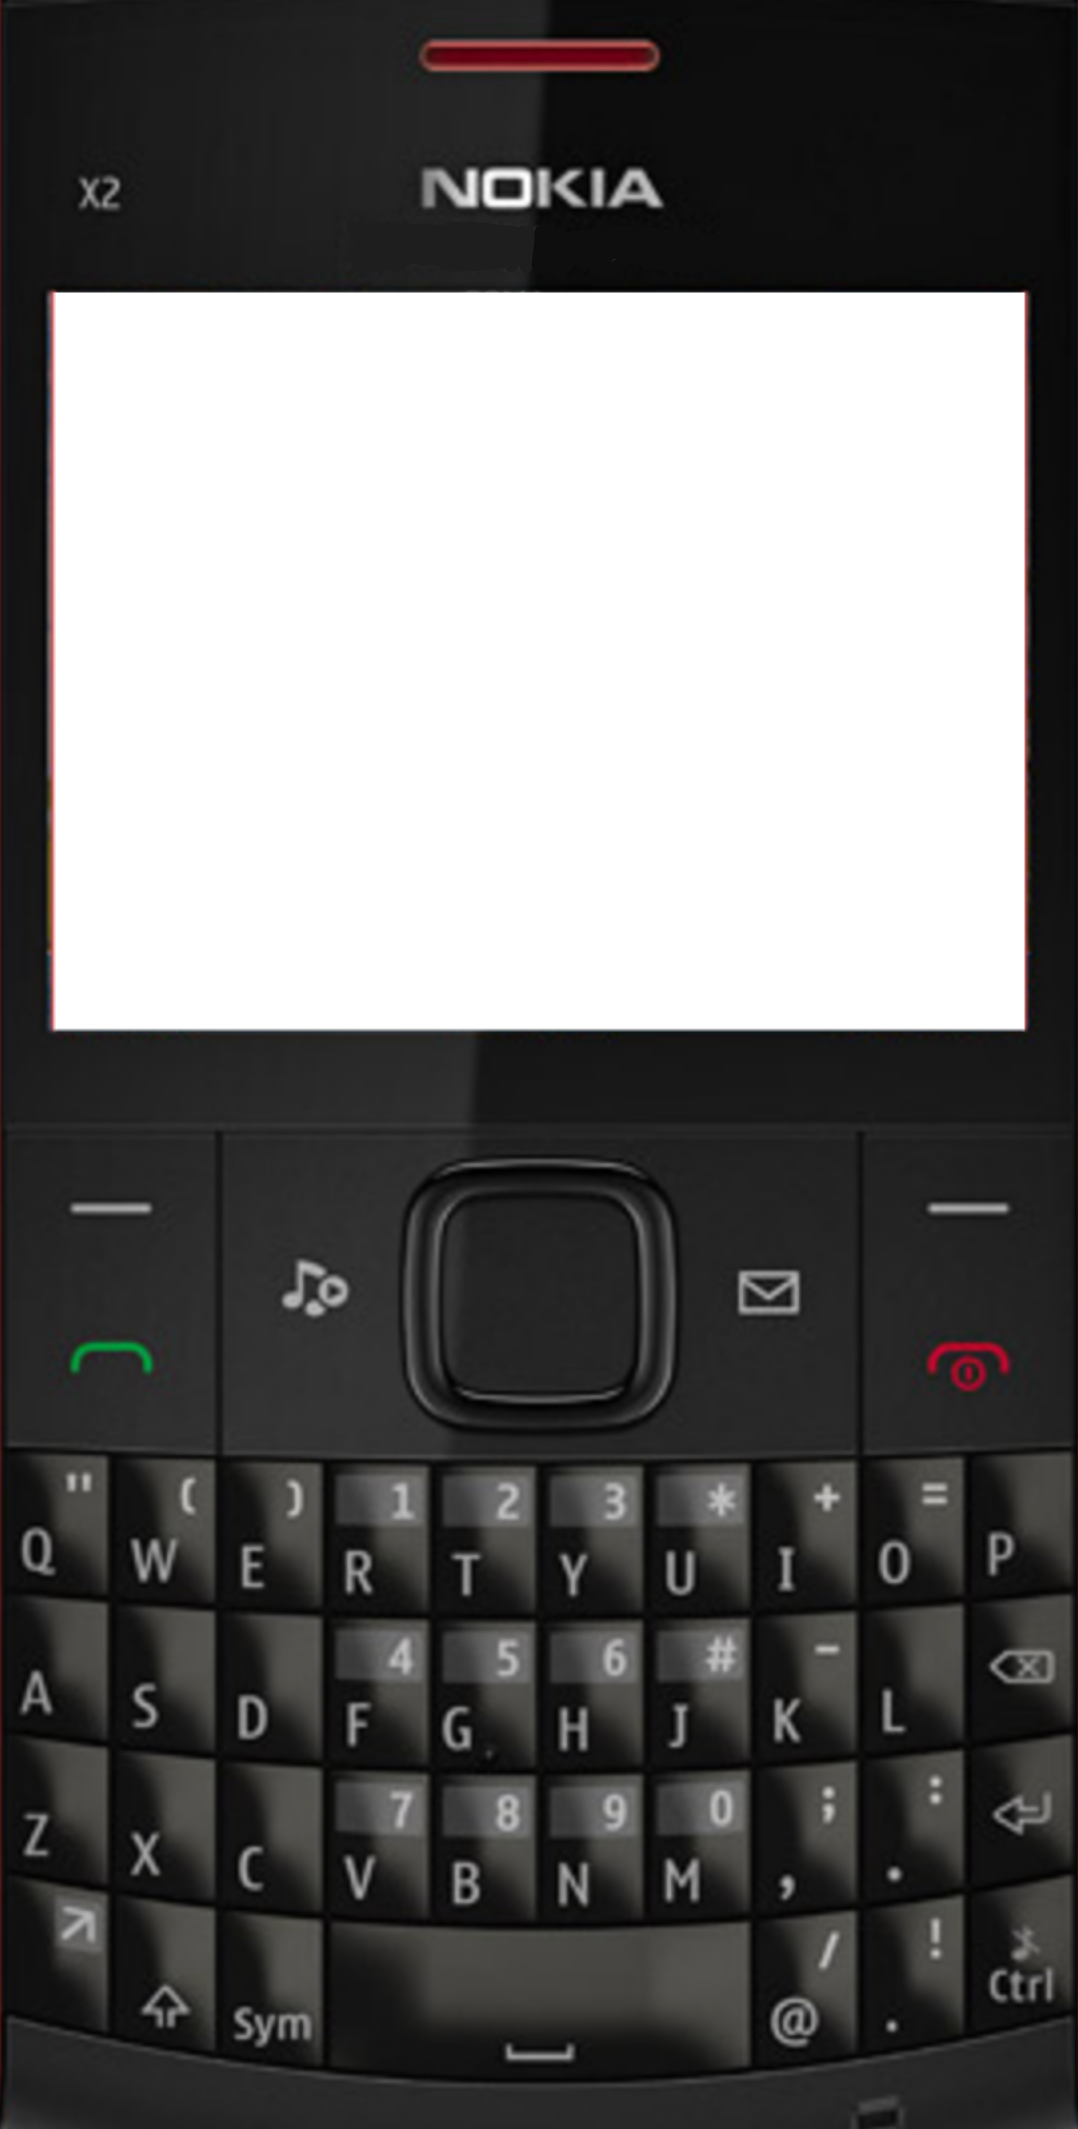 X2 NOKIA
" ( ) 1 2 3 * + =
Q W E R T Y U I O P
4 5 6 # -
A S D F G H J K L
7 8 9 0 ; :
Z X C V B N M , .
/ !
Sym @ . Ctrl